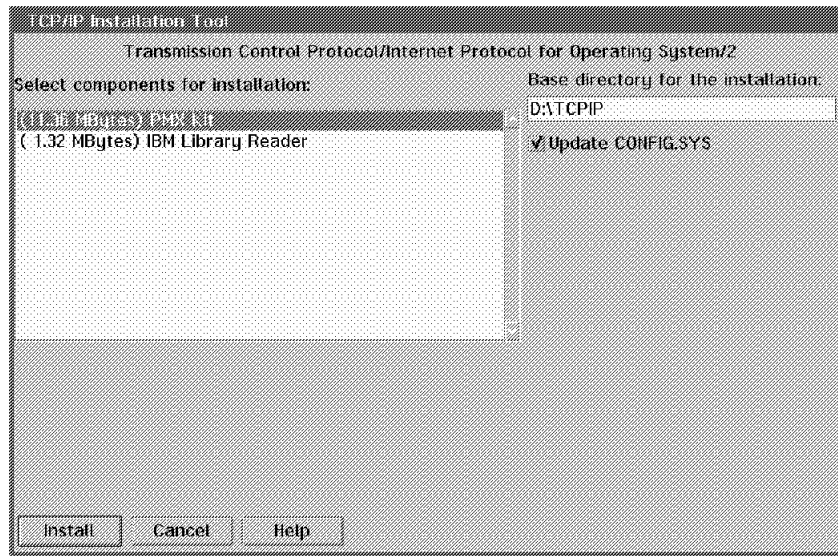 TCP/IP Installation Tool
Transmission Control Protocol/Internet Protocol for Operating System/2
Select components for installation:
Base directory for the installation:
(11.36 MBytes) PMX Kit
( 1.32 MBytes) IBM Library Reader
D:\TCPIP
Update CONFIG.SYS
Install
Cancel
Help